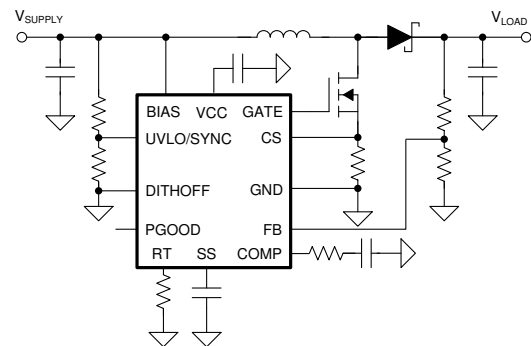 VSUPPLY
VLOAD
BIAS VCC GATE
UVLO/SYNC CS
DITHOFF GND
PGOOD FB
RT SS COMP